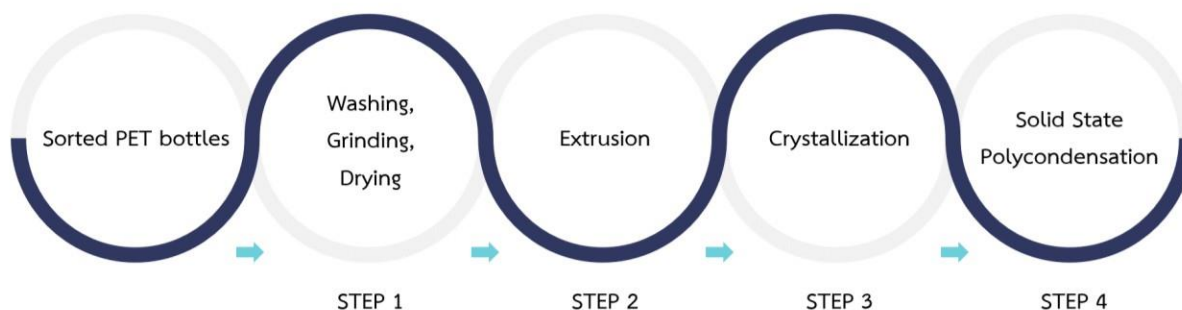 Sorted PET bottles
Washing,
Grinding,
Drying
Extrusion
Crystallization
Solid State
Polycondensation
STEP 1
STEP 2
STEP 3
STEP 4